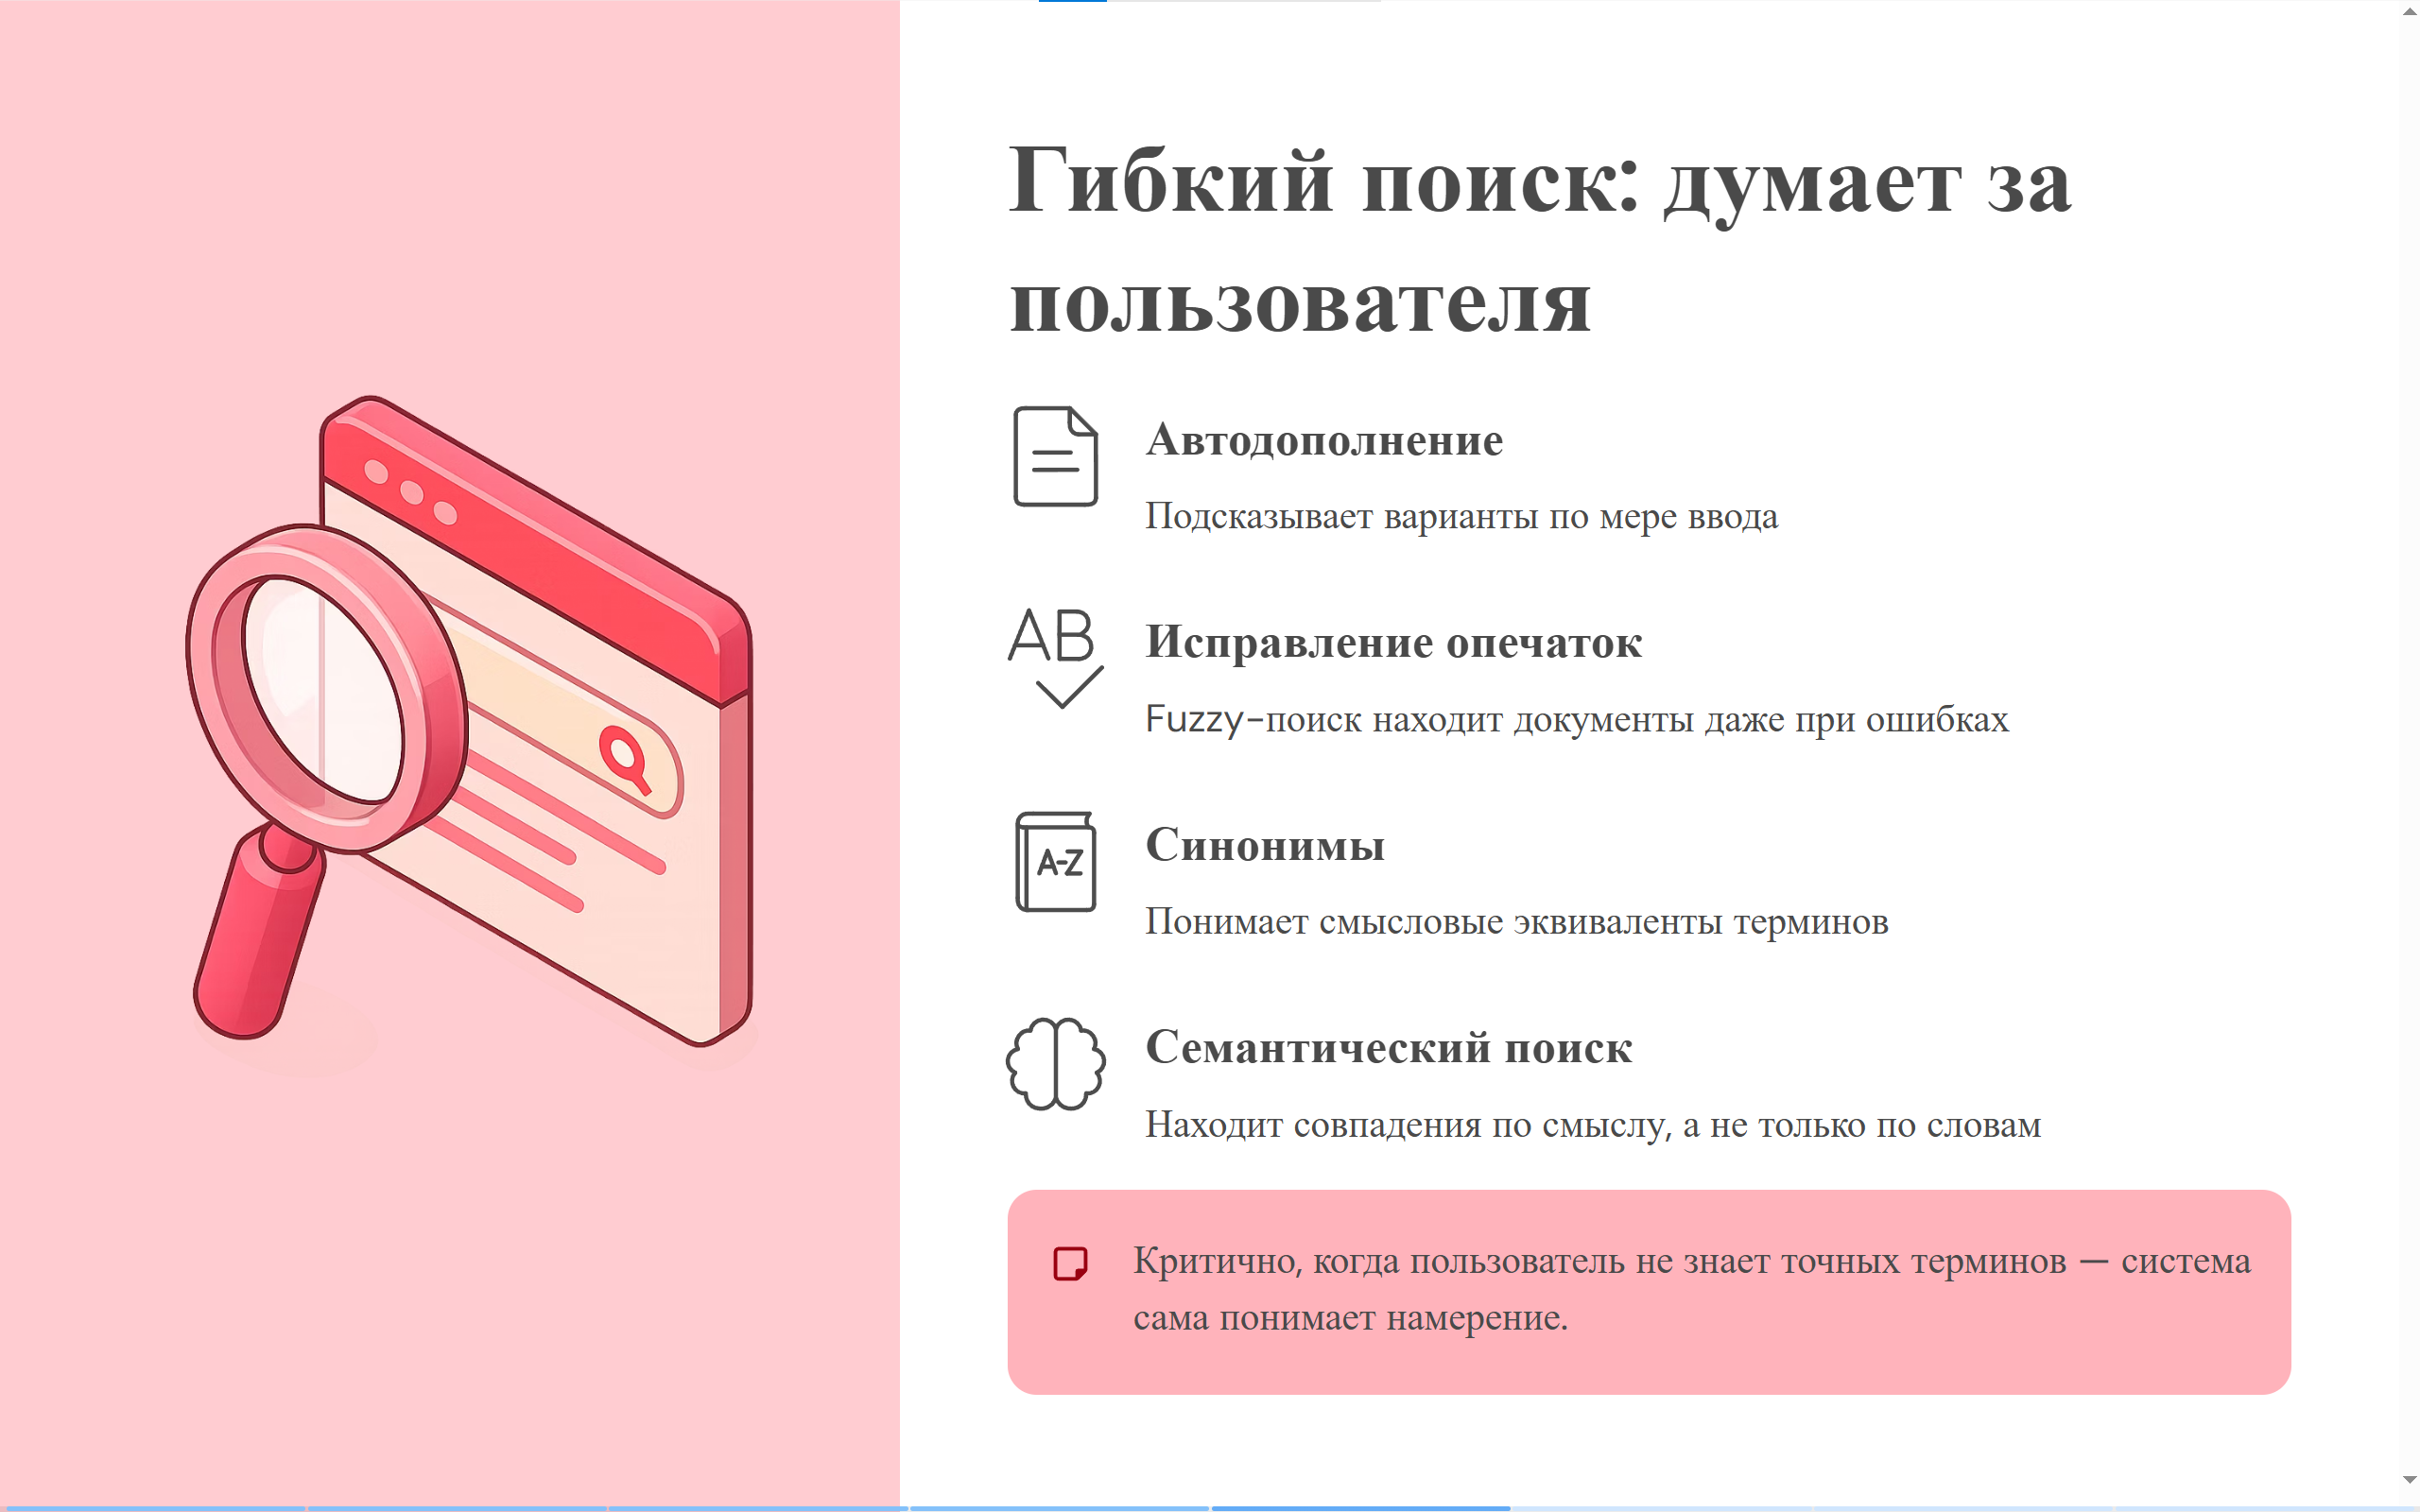 Гибкий поиск: думает за
пользователя
Автодополнение
Подсказывает варианты по мере ввода
AB
Исправление опечаток
Fuzzy-поиск находит документы даже при ошибках
A-Z
Синонимы
Понимает смысловые эквиваленты терминов
Семантический поиск
Находит совпадения по смыслу, а не только по словам
Критично, когда пользователь не знает точных терминов — система
сама понимает намерение.